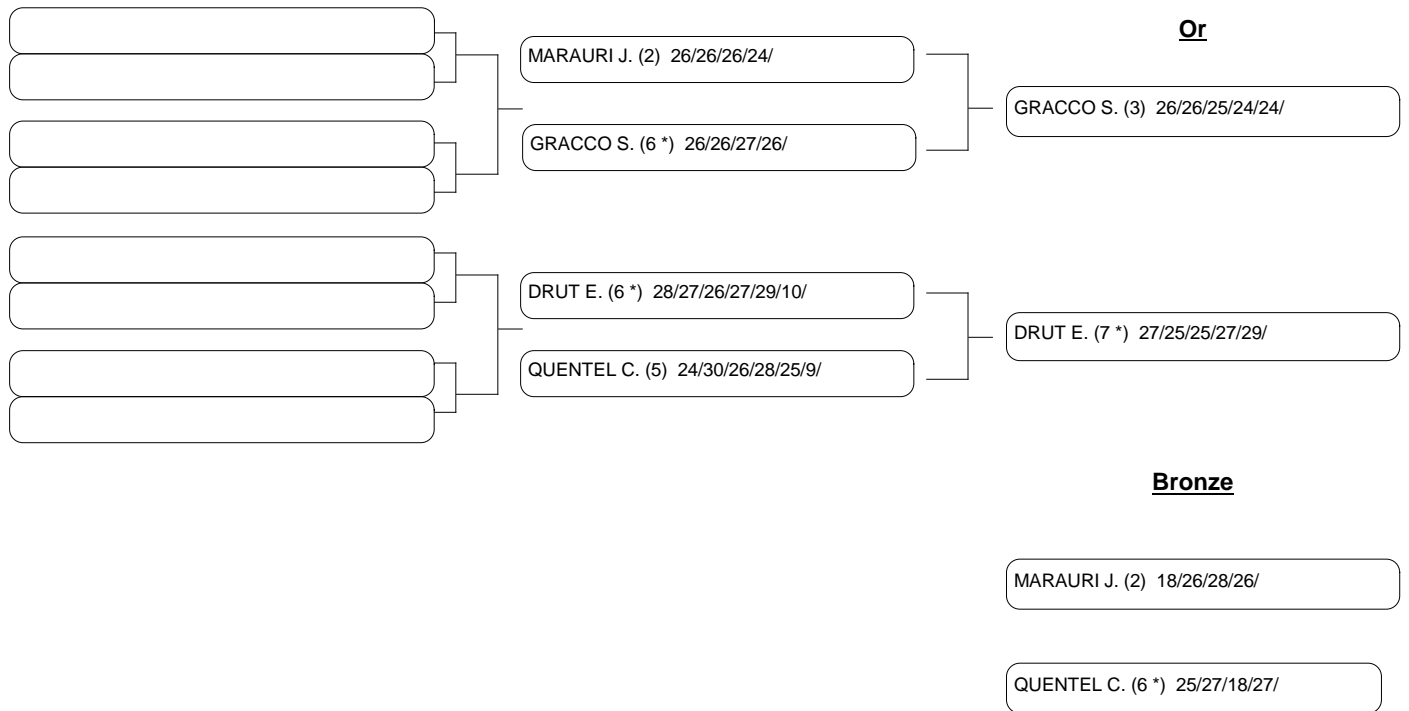 Or
MARAURI J. (2) 26/26/26/24/
GRACCO S. (3) 26/26/25/24/24/
GRACCO S. (6 *) 26/26/27/26/
DRUT E. (6 *) 28/27/26/27/29/10/
DRUT E. (7 *) 27/25/25/27/29/
QUENTEL C. (5) 24/30/26/28/25/9/
Bronze
MARAURI J. (2) 18/26/28/26/
QUENTEL C. (6 *) 25/27/18/27/